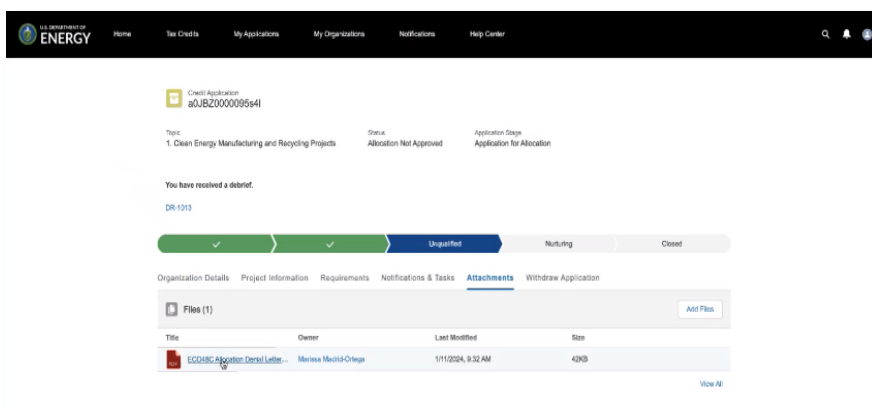 U.S. DEPARTMENT OF
ENERGY
Home Tax Credits My Applications My Organizations Notifications Help Center
Credit Application
a0JBZ0000095s4I
Topic Status Application Stage
1. Clean Energy Manufacturing and Recycling Projects Allocation Not Approved Application for Allocation
You have received a debrief.
DR-1013
Unqualified Nurturing Closed
Organization Details Project Information Requirements Notifications & Tasks Attachments Withdraw Application
Files (1) Add Files
Title Owner Last Modified Size
ECO48C Allocation Denial Letter... Marissa Madrid-Ortega 1/11/2024, 9:32 AM 42KB
View All